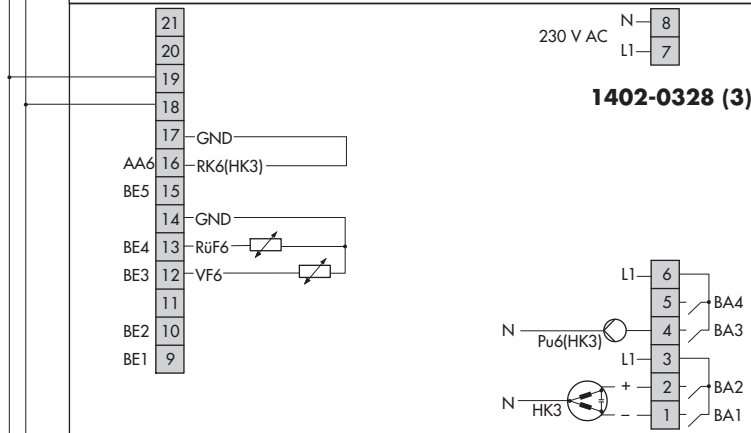 21
20
19
18
17 GND
AA6 16 RK6(HK3)
BE5 15
14 GND
BE4 13 RüF6
BE3 12 VF6
11
BE2 10
BE1 9
N 8
230 V AC
L1 7
1402-0328 (3)
L1 6
5 BA4
N Pu6(HK3) 4 BA3
L1 3
+ 2 BA2
N HK3
– 1 BA1